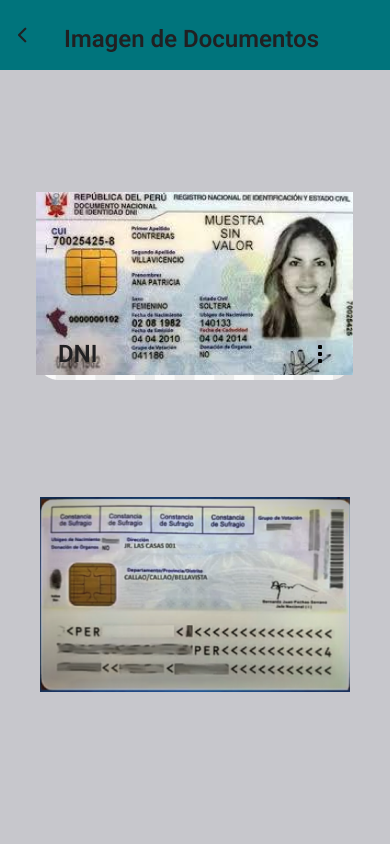 Imagen de Documentos
REPÚBLICA DEL PERÚ REGISTRO NACIONAL DE IDENTIFICACIÓN Y ESTADO CIVIL
DOCUMENTO NACIONAL
DE IDENTIDAD DNI
MUESTRA
SIN
VALOR
CUI
70025425-8
Primer Apellido
CONTRERAS
Segundo Apellido
VILLAVICENCIO
Prenombres
ANA PATRICIA
Sexo
FEMENINO
Estado Civil
SOLTERA
Fecha de Nacimiento
02 08 1982
Ubigeo de Nacimiento
140133
0000000102
Fecha de Emisión
04 04 2010
Fecha de Caducidad
04 04 2014
Grupo de Votación
041186
Donación de Órganos
NO
70025425
DNI
Constancia
de Sufragio
Constancia
de Sufragio
Constancia
de Sufragio
Constancia
de Sufragio
Grupo de Votación
Ubigeo de Nacimiento
Donación de Órganos NO
Dirección
JR. LAS CASAS 001
Departamento/Provincia/Distrito
CALLAO/CALLAO/BELLAVISTA
Jefe Nacional
<PER
PER<<<<<<<<<<<4